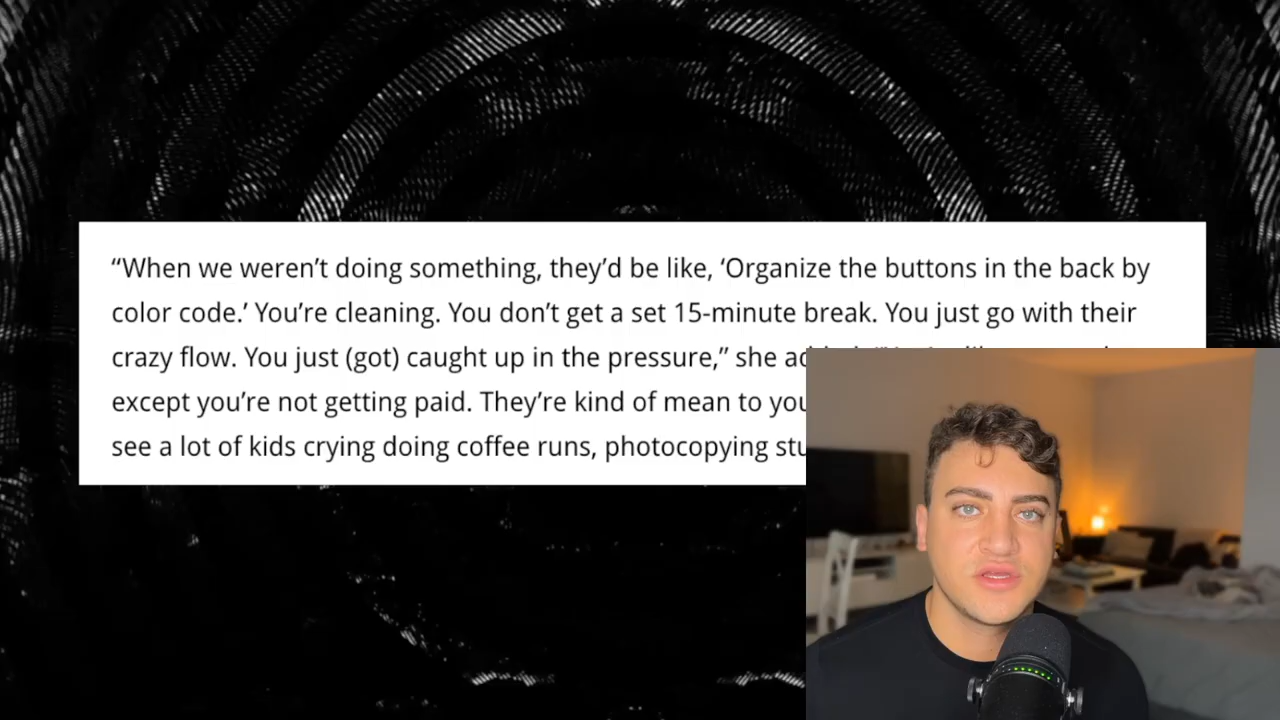 “When we weren’t doing something, they’d be like, ‘Organize the buttons in the back by
color code.’ You’re cleaning. You don’t get a set 15-minute break. You just go with their
crazy flow. You just (got) caught up in the pressure,” she
except you’re not getting paid. They’re kind of mean to you
see a lot of kids crying doing coffee runs, photocopying